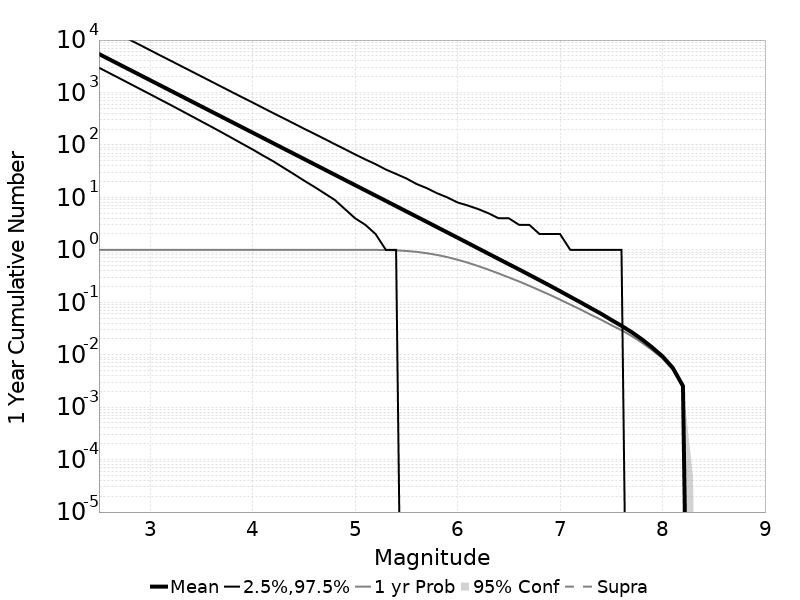 10^4
10^3
10^2
10^1
10^0
10^-1
10^-2
10^-3
10^-4
10^-5
1 Year Cumulative Number
3 4 5 6 7 8 9
Magnitude
Mean 2.5%,97.5% 1 yr Prob 95% Conf Supra